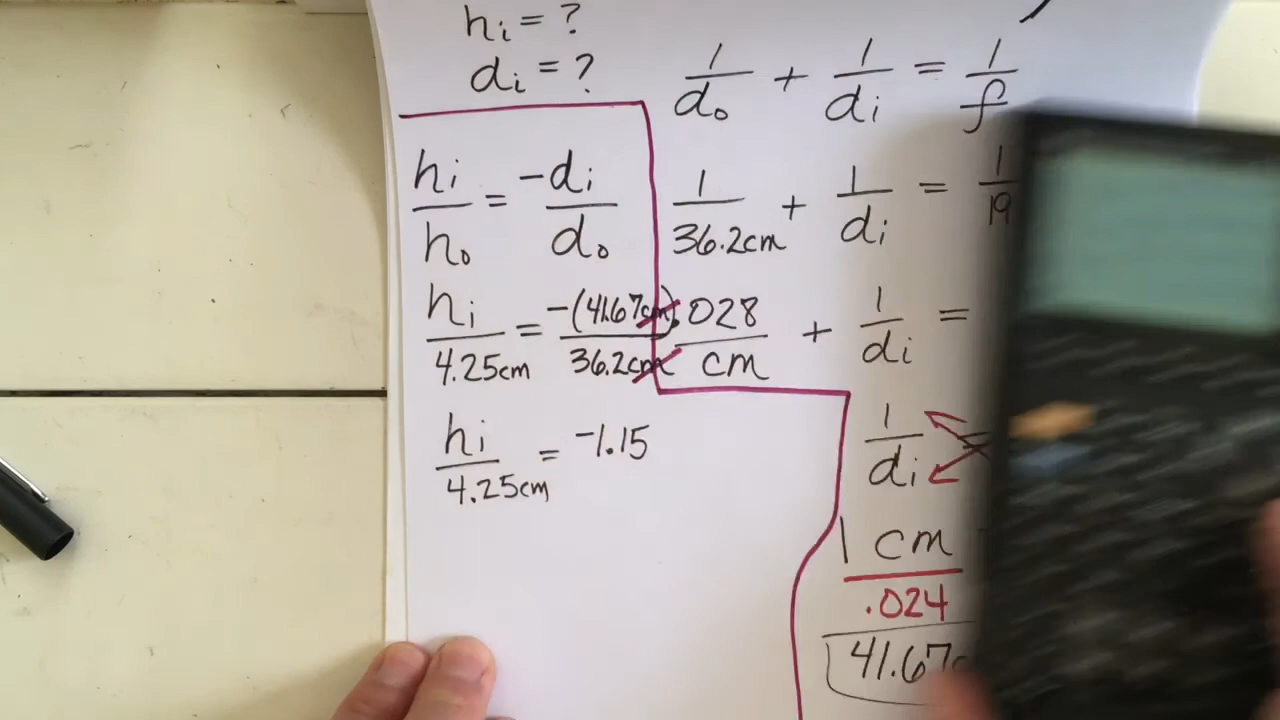 hi = ?
di = ?
1/do + 1/di = 1/f
hi/ho = -di/do
1/36.2cm + 1/di = 1/19
hi/4.25cm = -(41.67cm)/36.2cm
.028/cm + 1/di =
hi/4.25cm = -1.15
1/di =
1 cm/.024
41.67c